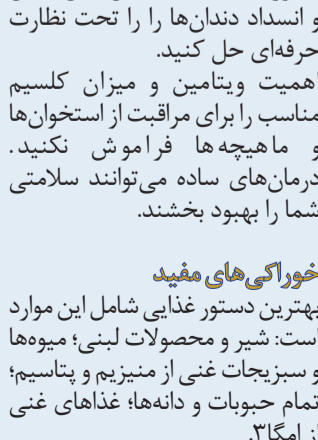 و انسداد دندان‌ها را را تحت نظارت
حرفه‌ای حل کنید.
اهمیت ویتامین و میزان کلسیم
مناسب را برای مراقبت از استخوان‌ها
و ماهیچه ها فراموش نکنید.
درمان‌های ساده می‌توانند سلامتی
شما را بهبود بخشند.
خوراکی‌های مفید
بهترین دستور غذایی شامل این موارد
است: شیر و محصولات لبنی؛ میوه‌ها
و سبزیجات غنی از منیزیم و پتاسیم؛
تمام حبوبات و دانه‌ها؛ غذاهای غنی
از امگا۳.